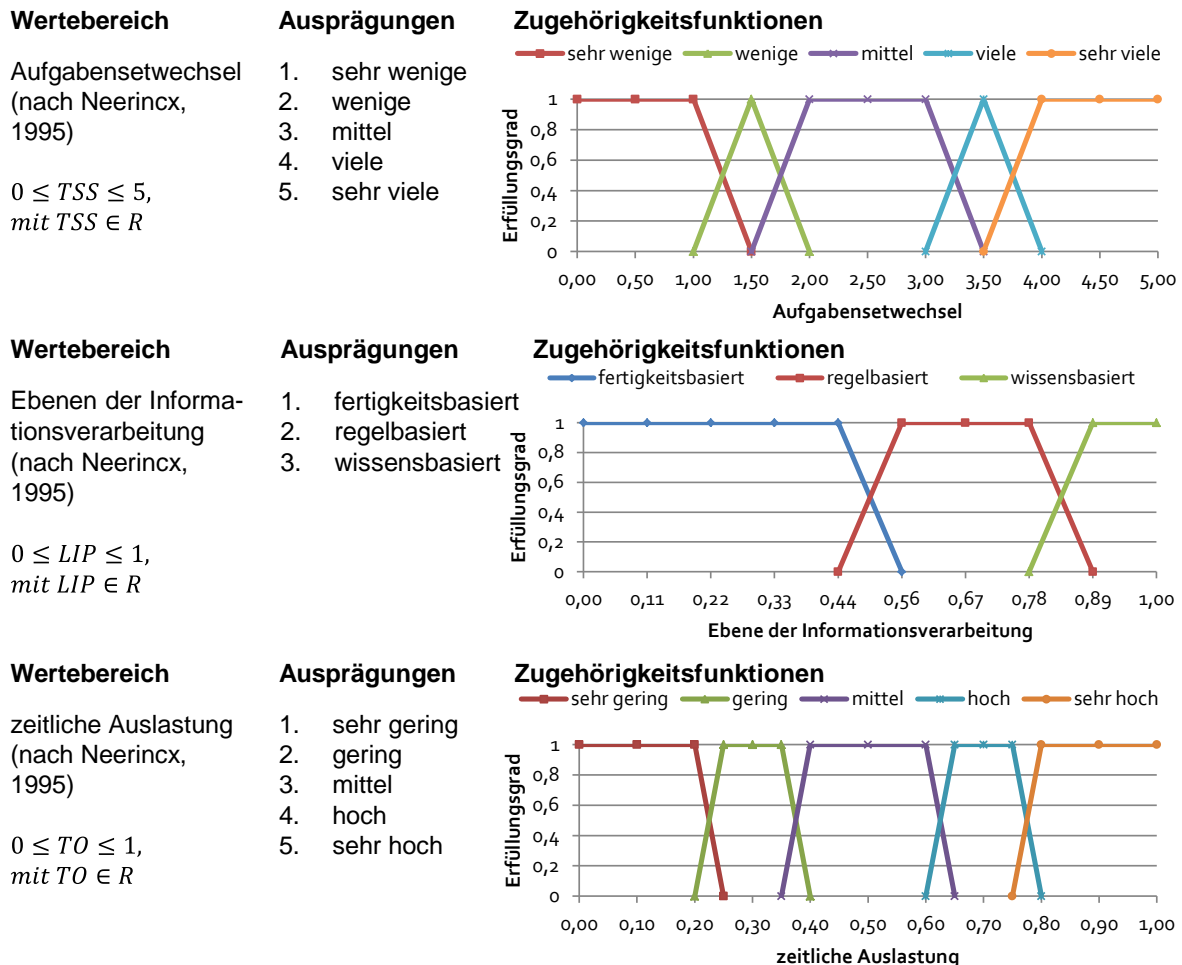 Wertebereich
Ausprägungen
Zugehörigkeitsfunktionen
Aufgabensetwechsel
(nach Neerincx,
1995)
0 ≤ TSS ≤ 5,
mit TSS ∈ R
1. sehr wenige
2. wenige
3. mittel
4. viele
5. sehr viele
sehr wenige wenige mittel viele sehr viele
Erfüllungsgrad
1
0,8
0,6
0,4
0,2
0
0,00 0,50 1,00 1,50 2,00 2,50 3,00 3,50 4,00 4,50 5,00
Aufgabensetwechsel
Wertebereich
Ausprägungen
Zugehörigkeitsfunktionen
Ebenen der Informa-
tionsverarbeitung
(nach Neerincx,
1995)
0 ≤ LIP ≤ 1,
mit LIP ∈ R
1. fertigkeitsbasiert
2. regelbasiert
3. wissensbasiert
fertigkeitsbasiert regelbasiert wissensbasiert
Erfüllungsgrad
1
0,8
0,6
0,4
0,2
0
0,00 0,11 0,22 0,33 0,44 0,56 0,67 0,78 0,89 1,00
Ebene der Informationsverarbeitung
Wertebereich
Ausprägungen
Zugehörigkeitsfunktionen
zeitliche Auslastung
(nach Neerincx,
1995)
0 ≤ TO ≤ 1,
mit TO ∈ R
1. sehr gering
2. gering
3. mittel
4. hoch
5. sehr hoch
sehr gering gering mittel hoch sehr hoch
Erfüllungsgrad
1
0,8
0,6
0,4
0,2
0
0,00 0,10 0,20 0,30 0,40 0,50 0,60 0,70 0,80 0,90 1,00
zeitliche Auslastung